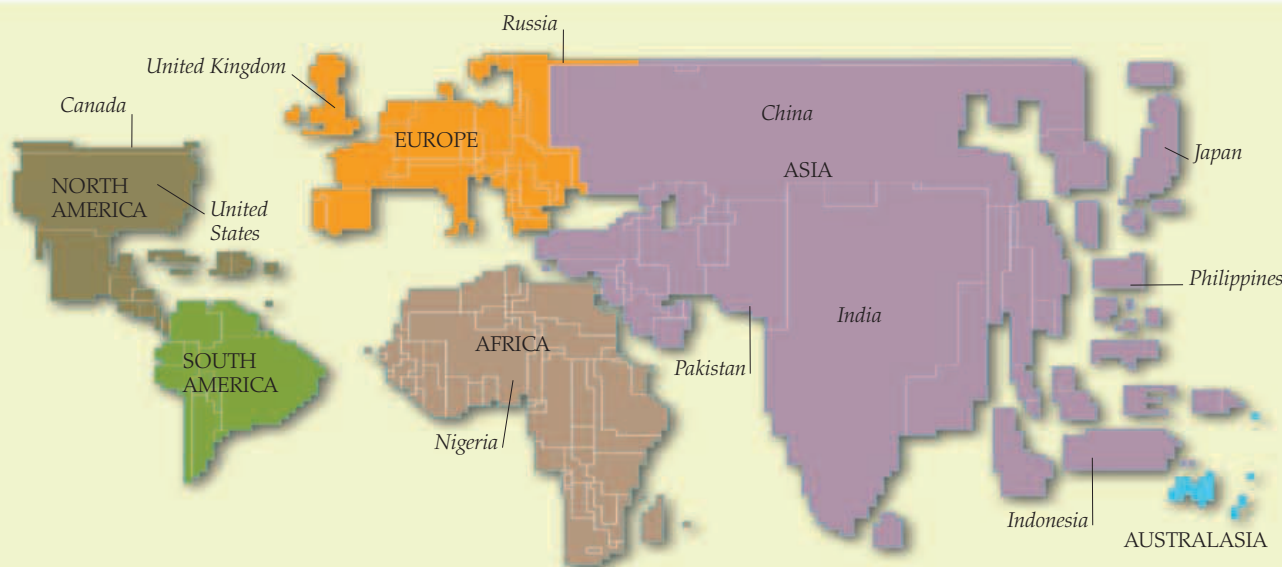 Russia
United Kingdom
Canada
China
EUROPE
ASIA
Japan
NORTH
AMERICA
United
States
Philippines
India
AFRICA
SOUTH
AMERICA
Pakistan
Nigeria
Indonesia
AUSTRALASIA